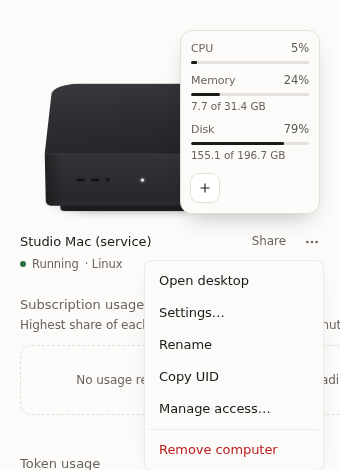 CPU 5%
Memory 24%
7.7 of 31.4 GB
Disk 79%
155.1 of 196.7 GB
+
Studio Mac (service) Share ...
Running · Linux
Open desktop
Settings...
Rename
Copy UID
Manage access...
Remove computer
Subscription usage
Highest share of
No usage
Token usage